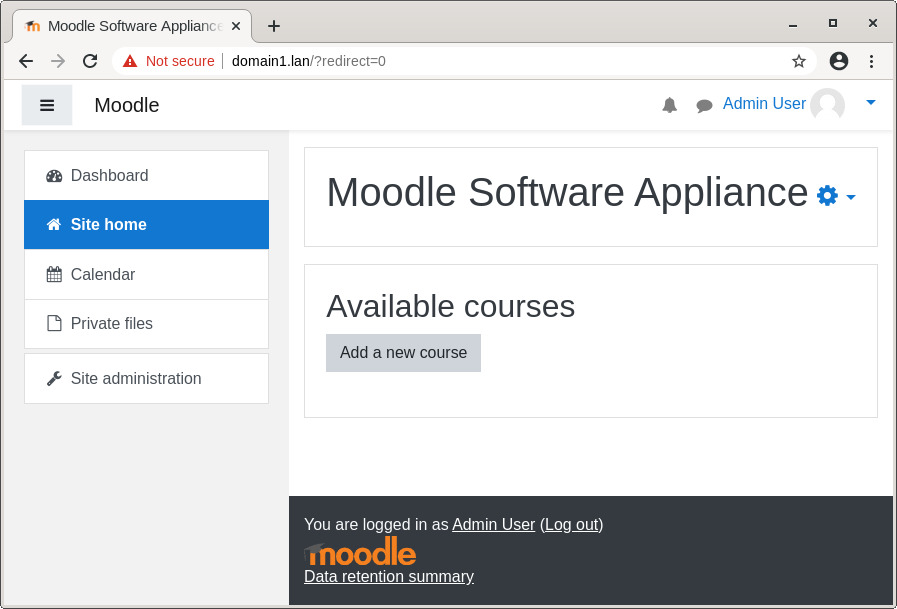 Moodle Software Appliance
Not secure domain1.lan/?redirect=0
Moodle
Admin User
Dashboard
Site home
Calendar
Private files
Site administration
Moodle Software Appliance
Available courses
Add a new course
You are logged in as Admin User (Log out)
moodle
Data retention summary